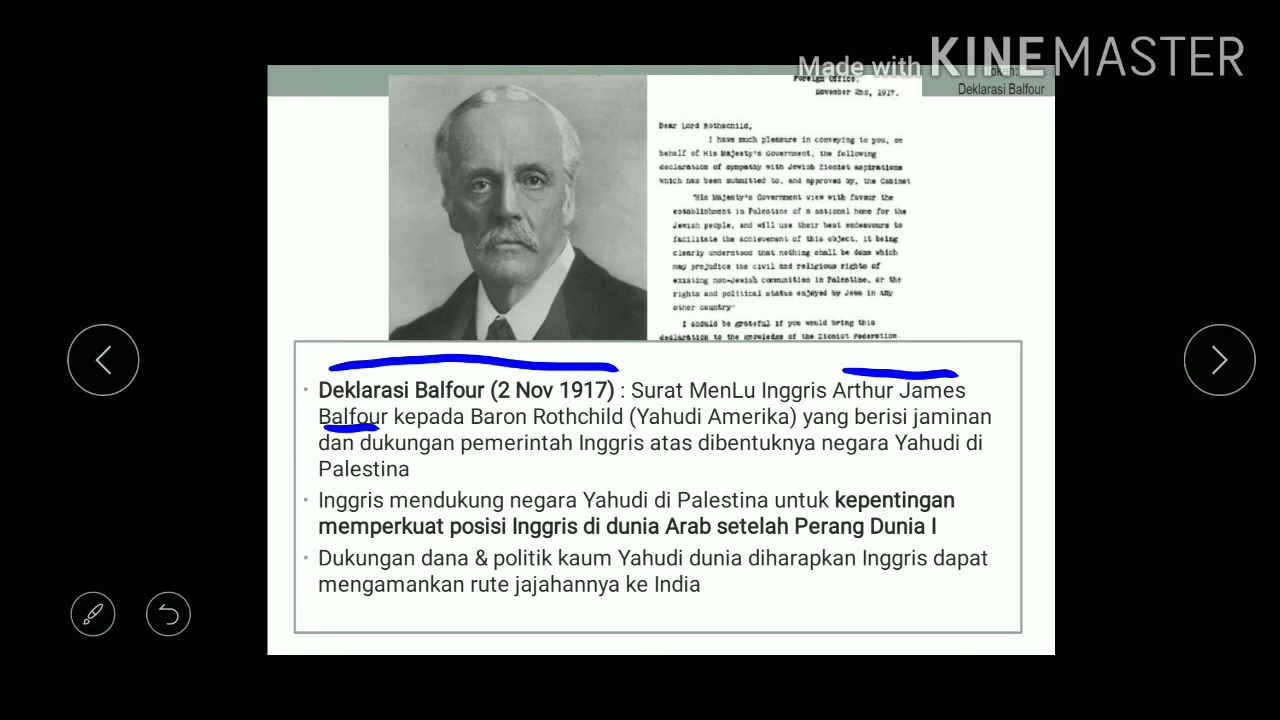 Made with KINEMASTER
Deklarasi Balfour
Foreign Office,
November 2nd, 1917.
Dear Lord Rothschild,
I have much pleasure in conveying to you, on
behalf of His Majesty's Government, the following
declaration of sympathy with Jewish Zionist aspirations
which has been submitted to, and approved by, the Cabinet
"His Majesty's Government view with favour the
establishment in Palestine of a national home for the
Jewish people, and will use their best endeavours to
facilitate the achievement of this object, it being
clearly understood that nothing shall be done which
may prejudice the civil and religious rights of
existing non-Jewish communities in Palestine, or the
rights and political status enjoyed by Jews in any
other country"
I should be grateful if you would bring this
declaration to the knowledge of the Zionist Federation.
• Deklarasi Balfour (2 Nov 1917) : Surat MenLu Inggris Arthur James
Balfour kepada Baron Rothchild (Yahudi Amerika) yang berisi jaminan
dan dukungan pemerintah Inggris atas dibentuknya negara Yahudi di
Palestina
• Inggris mendukung negara Yahudi di Palestina untuk kepentingan
memperkuat posisi Inggris di dunia Arab setelah Perang Dunia I
• Dukungan dana & politik kaum Yahudi dunia diharapkan Inggris dapat
mengamankan rute jajahannya ke India